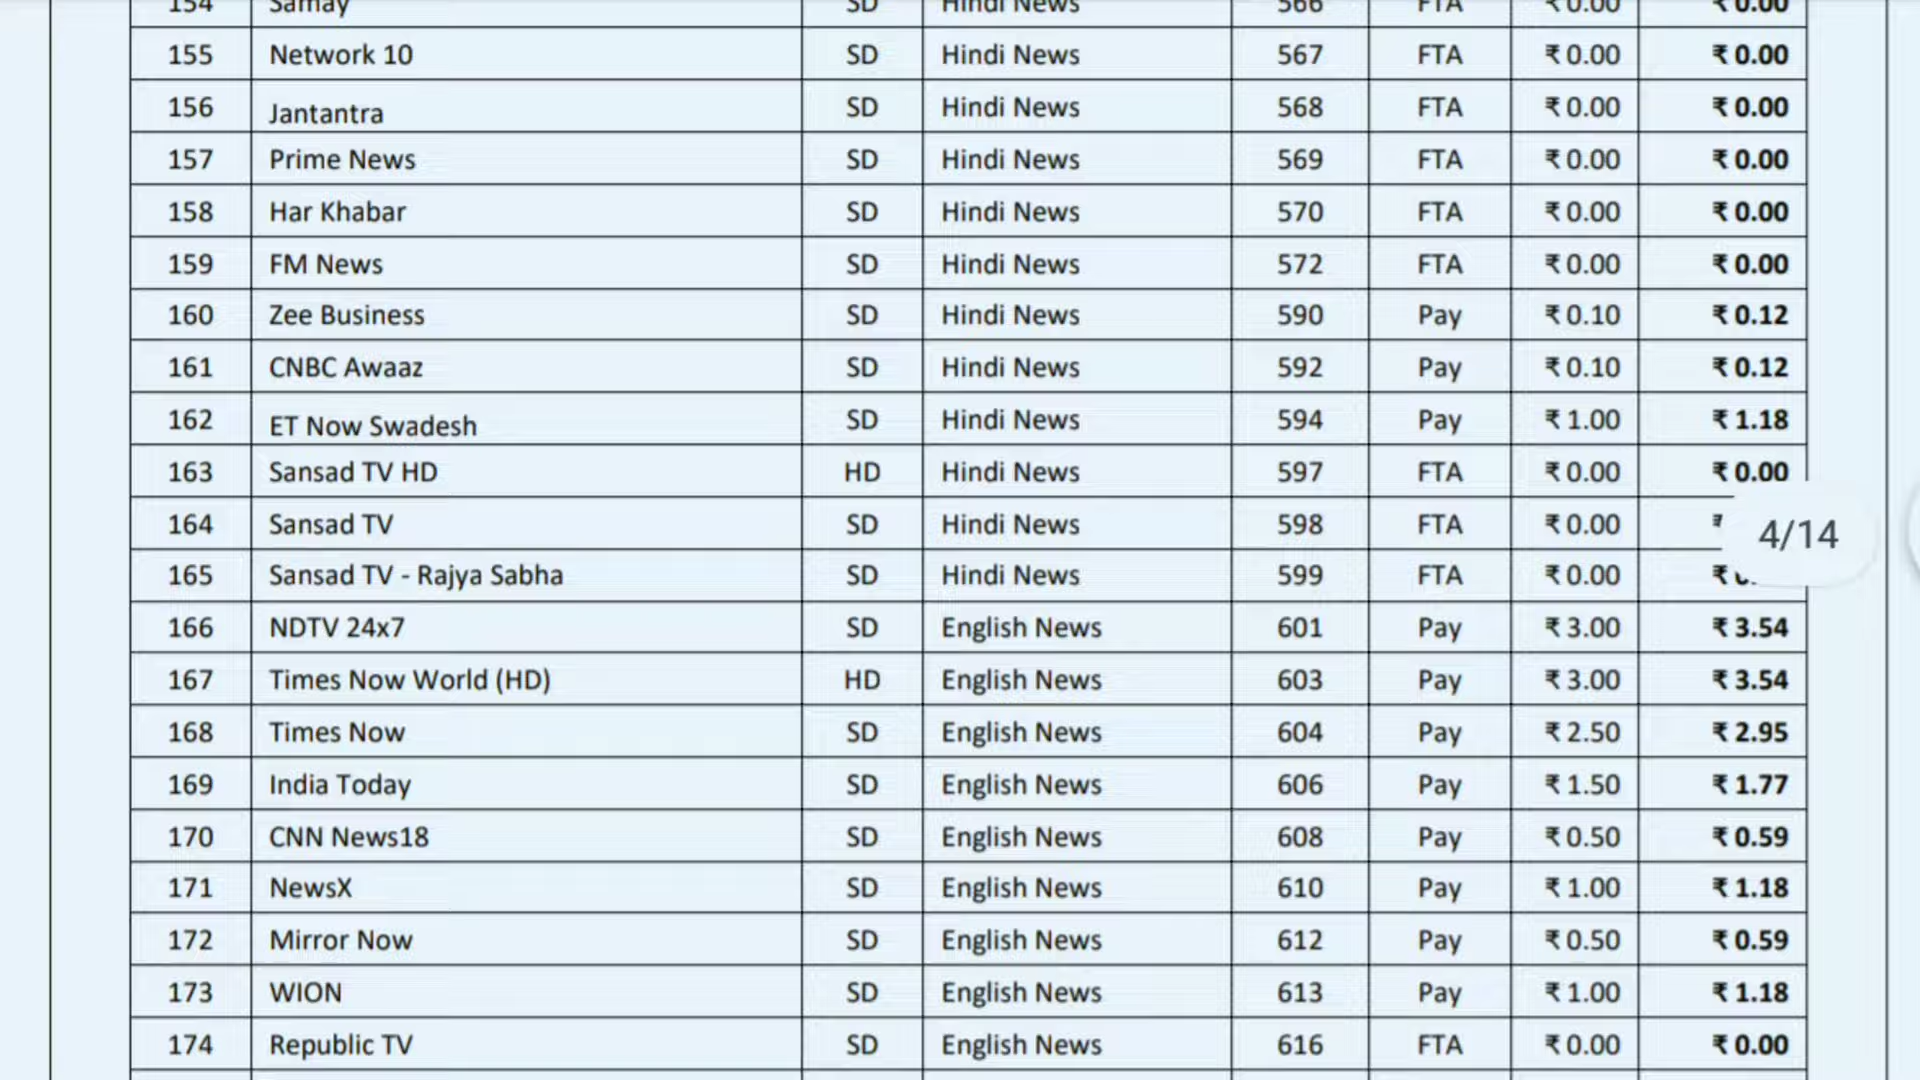 154 Samay SD Hindi News 566 FTA ₹ 0.00 ₹ 0.00
155 Network 10 SD Hindi News 567 FTA ₹ 0.00 ₹ 0.00
156 Jantantra SD Hindi News 568 FTA ₹ 0.00 ₹ 0.00
157 Prime News SD Hindi News 569 FTA ₹ 0.00 ₹ 0.00
158 Har Khabar SD Hindi News 570 FTA ₹ 0.00 ₹ 0.00
159 FM News SD Hindi News 572 FTA ₹ 0.00 ₹ 0.00
160 Zee Business SD Hindi News 590 Pay ₹ 0.10 ₹ 0.12
161 CNBC Awaaz SD Hindi News 592 Pay ₹ 0.10 ₹ 0.12
162 ET Now Swadesh SD Hindi News 594 Pay ₹ 1.00 ₹ 1.18
163 Sansad TV HD HD Hindi News 597 FTA ₹ 0.00 ₹ 0.00
164 Sansad TV SD Hindi News 598 FTA ₹ 0.00
4/14
165 Sansad TV - Rajya Sabha SD Hindi News 599 FTA ₹ 0.00
166 NDTV 24x7 SD English News 601 Pay ₹ 3.00 ₹ 3.54
167 Times Now World (HD) HD English News 603 Pay ₹ 3.00 ₹ 3.54
168 Times Now SD English News 604 Pay ₹ 2.50 ₹ 2.95
169 India Today SD English News 606 Pay ₹ 1.50 ₹ 1.77
170 CNN News18 SD English News 608 Pay ₹ 0.50 ₹ 0.59
171 NewsX SD English News 610 Pay ₹ 1.00 ₹ 1.18
172 Mirror Now SD English News 612 Pay ₹ 0.50 ₹ 0.59
173 WION SD English News 613 Pay ₹ 1.00 ₹ 1.18
174 Republic TV SD English News 616 FTA ₹ 0.00 ₹ 0.00